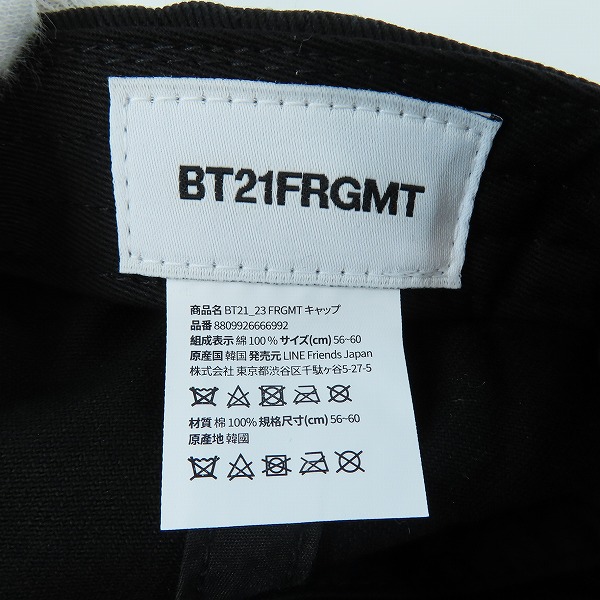 BT21FRGMT
商品名 BT21_23 FRGMT キャップ
品番 8809926666992
組成表示 綿 100 % サイズ(cm) 56~60
原産国 韓国 発売元 LINE Friends Japan
株式会社 東京都渋谷区千駄ヶ谷5-27-5
材質 棉 100% 規格尺寸(cm) 56~60
原產地 韓國